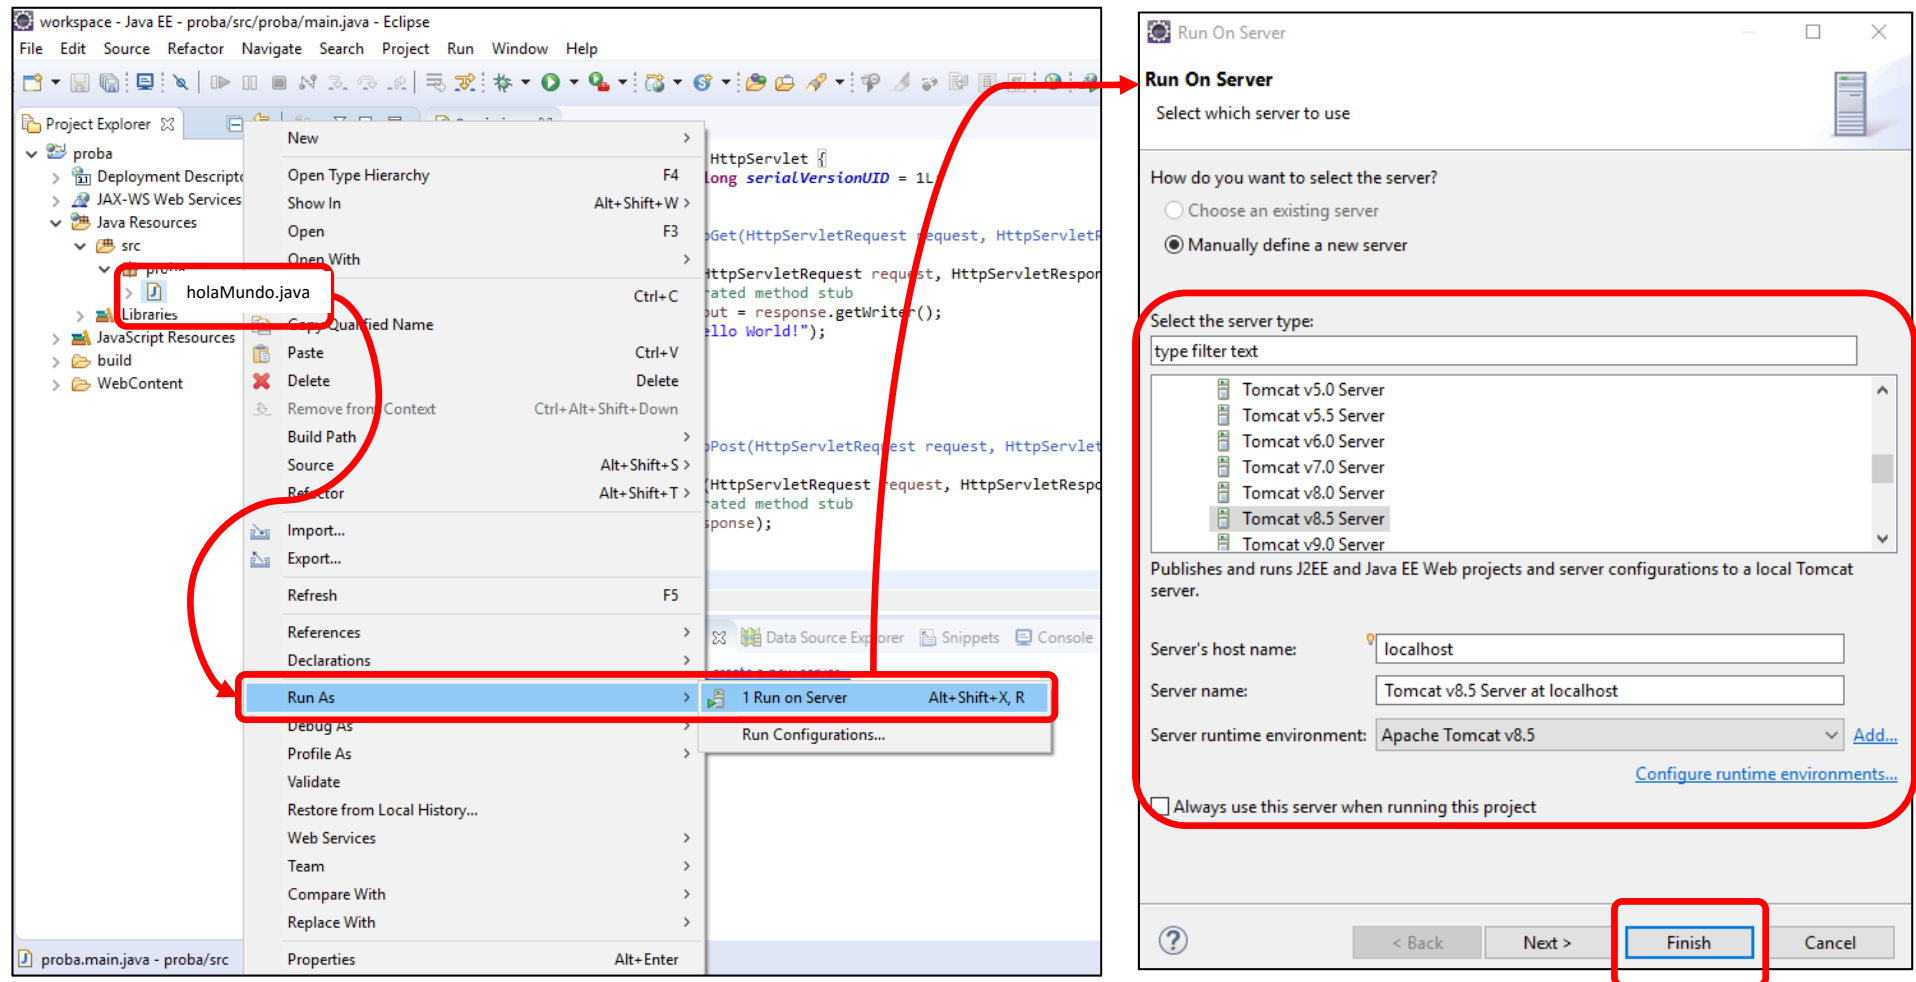 workspace - Java EE - proba/src/proba/main.java - Eclipse
File Edit Source Refactor Navigate Search Project Run Window Help
Project Explorer
proba
Deployment Descripto
JAX-WS Web Services
Java Resources
src
proba
holaMundo.java
Libraries
JavaScript Resources
build
WebContent
proba.main.java - proba/src
New
Open Type Hierarchy F4
Show In Alt+Shift+W
Open F3
Open With
Ctrl+C
Copy Qualified Name
Paste Ctrl+V
Delete Delete
Remove from Context Ctrl+Alt+Shift+Down
Build Path
Source Alt+Shift+S
Refactor Alt+Shift+T
Import...
Export...
Refresh F5
References
Declarations
Run As
Debug As
Profile As
Validate
Restore from Local History...
Web Services
Team
Compare With
Replace With
Properties Alt+Enter
1 Run on Server Alt+Shift+X, R
Run Configurations...
HttpServlet {
long serialVersionUID = 1L;
Get(HttpServletRequest request, HttpServletR
HttpServletRequest request, HttpServletRespon
rated method stub
out = response.getWriter();
ello World!");
Post(HttpServletRequest request, HttpServlet
(HttpServletRequest request, HttpServletRespo
rated method stub
sponse);
Data Source Explorer Snippets Console
create a new server
Run On Server
Run On Server
Select which server to use
How do you want to select the server?
Choose an existing server
Manually define a new server
Select the server type:
type filter text
Tomcat v5.0 Server
Tomcat v5.5 Server
Tomcat v6.0 Server
Tomcat v7.0 Server
Tomcat v8.0 Server
Tomcat v8.5 Server
Tomcat v9.0 Server
Publishes and runs J2EE and Java EE Web projects and server configurations to a local Tomcat
server.
Server's host name: localhost
Server name: Tomcat v8.5 Server at localhost
Server runtime environment: Apache Tomcat v8.5 Add...
Configure runtime environments...
Always use this server when running this project
< Back Next > Finish Cancel